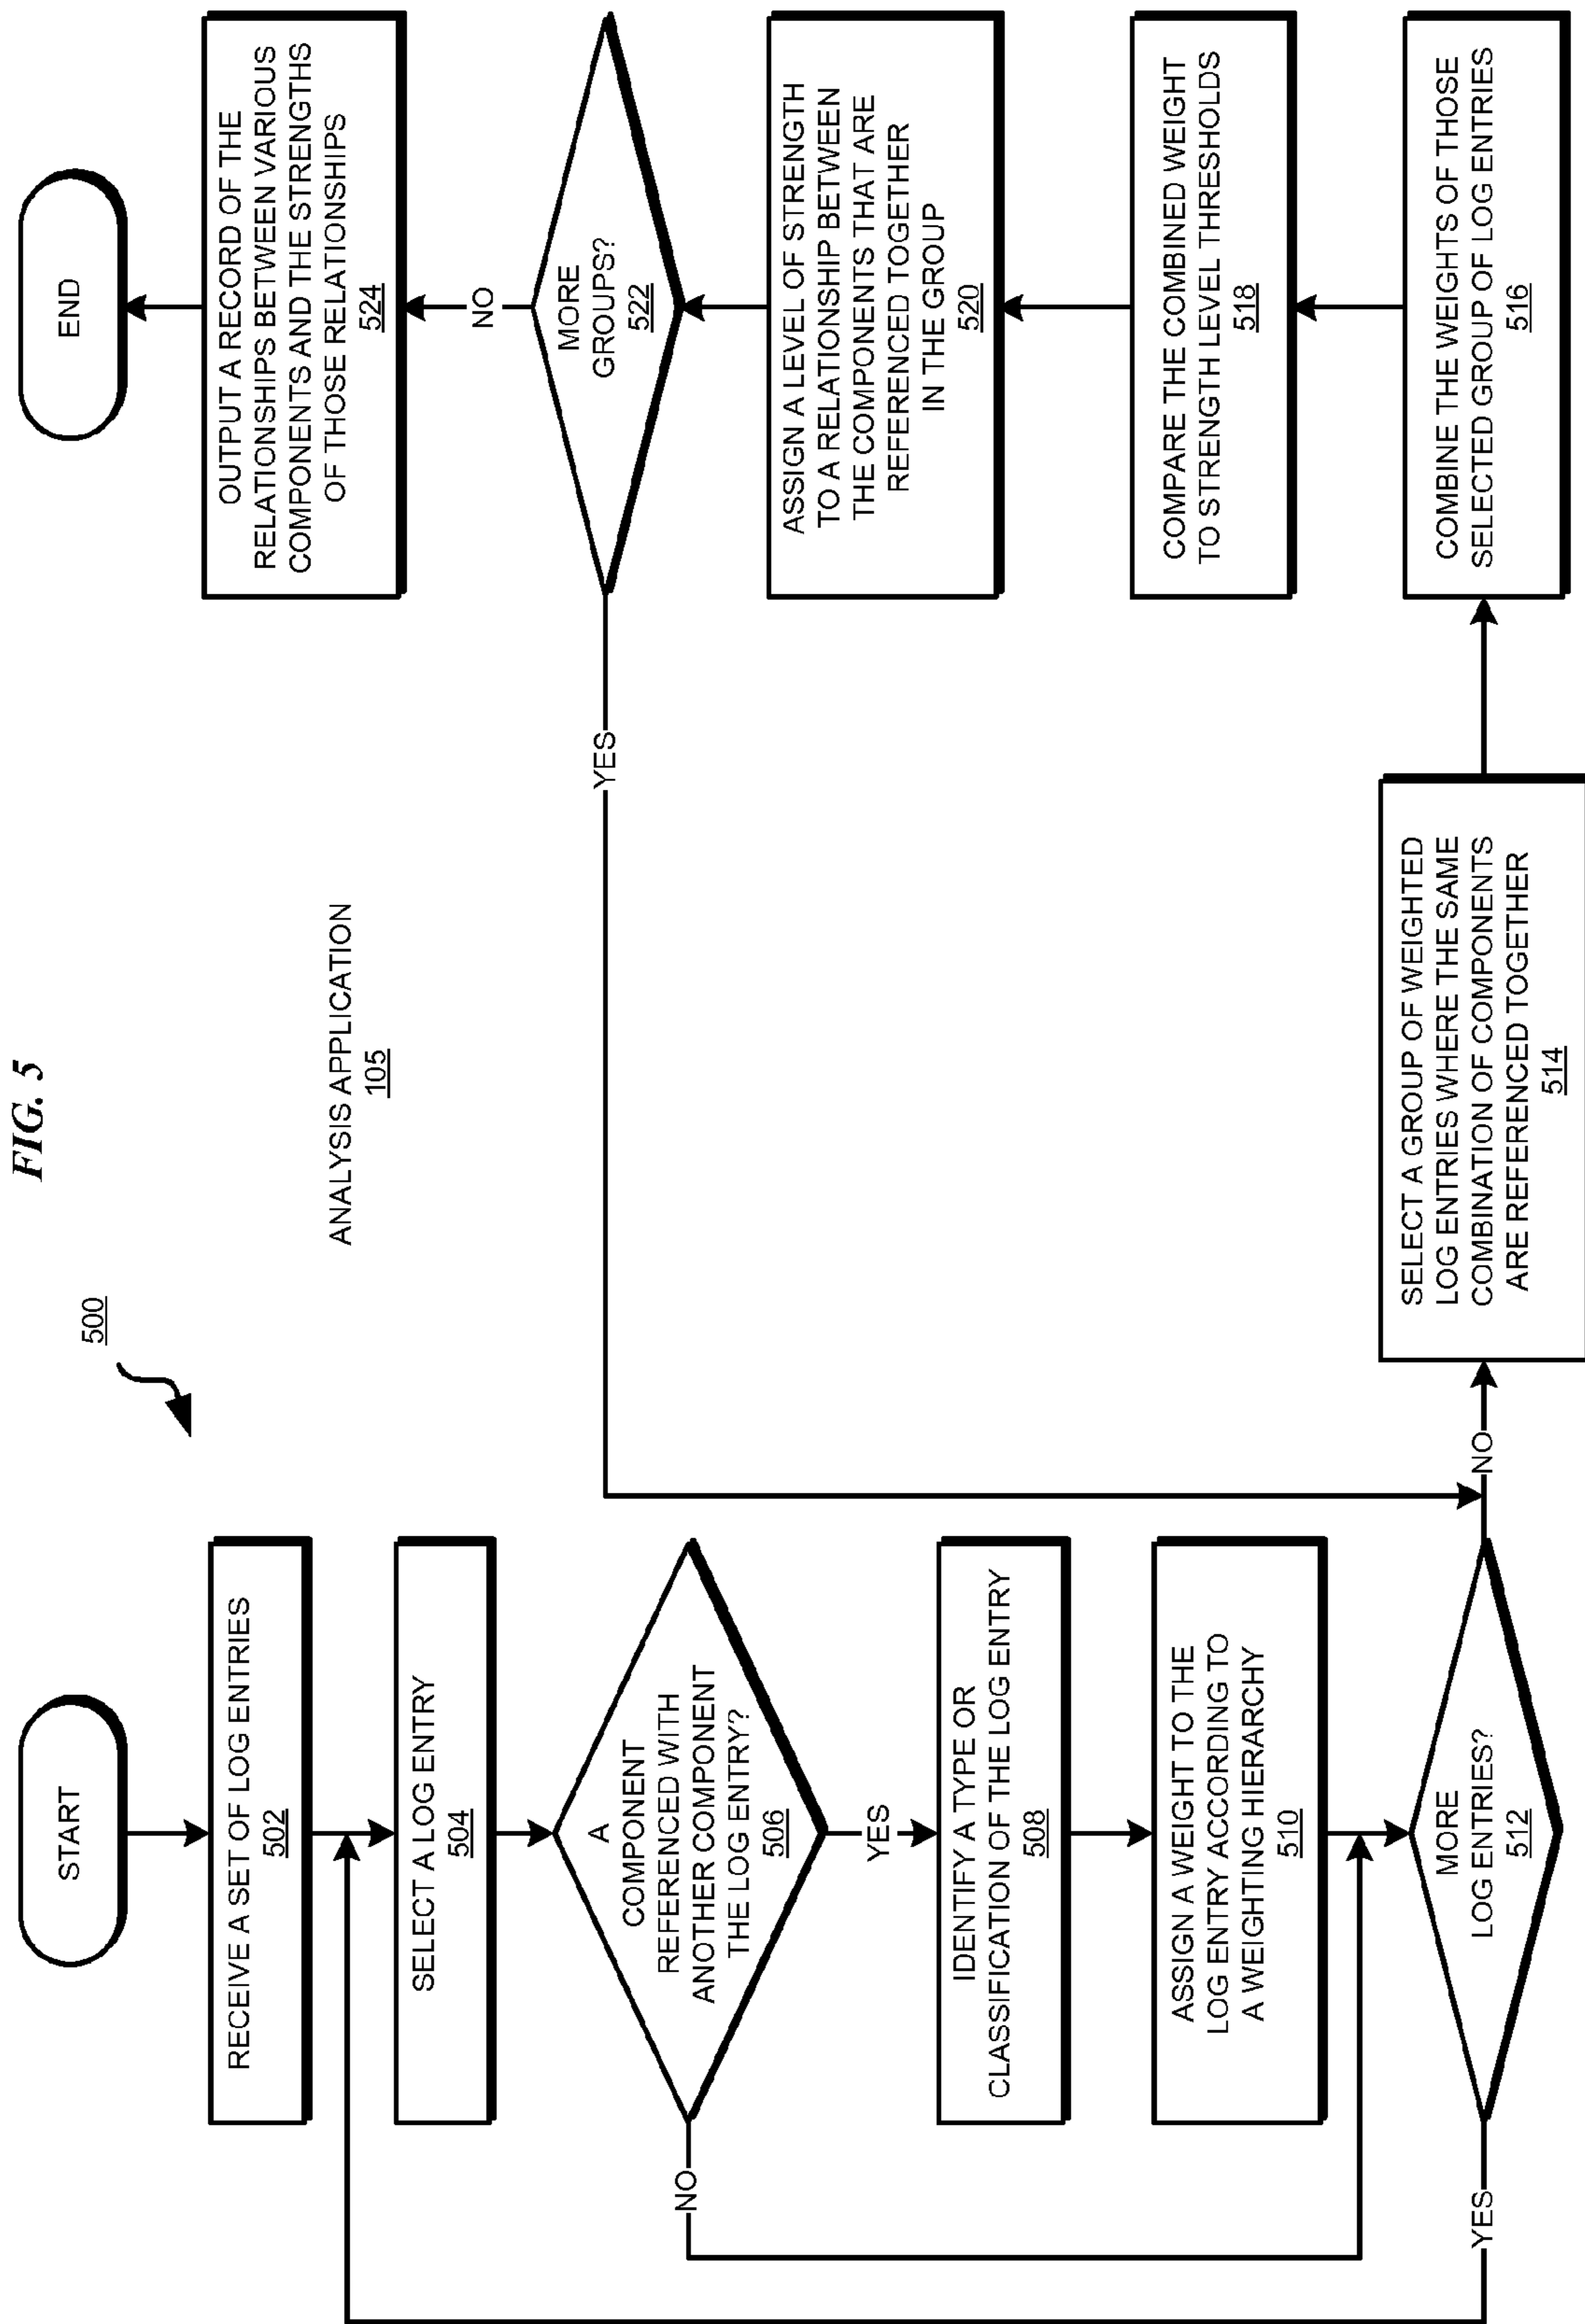 FIG. 5
500
ANALYSIS APPLICATION
105
START
RECEIVE A SET OF LOG ENTRIES
502
SELECT A LOG ENTRY
504
A
COMPONENT
REFERENCED WITH
ANOTHER COMPONENT
THE LOG ENTRY?
506
NO
YES
IDENTIFY A TYPE OR
CLASSIFICATION OF THE LOG ENTRY
508
ASSIGN A WEIGHT TO THE
LOG ENTRY ACCORDING TO
A WEIGHTING HIERARCHY
510
MORE
LOG ENTRIES?
512
YES
NO
SELECT A GROUP OF WEIGHTED
LOG ENTRIES WHERE THE SAME
COMBINATION OF COMPONENTS
ARE REFERENCED TOGETHER
514
COMBINE THE WEIGHTS OF THOSE
SELECTED GROUP OF LOG ENTRIES
516
COMPARE THE COMBINED WEIGHT
TO STRENGTH LEVEL THRESHOLDS
518
ASSIGN A LEVEL OF STRENGTH
TO A RELATIONSHIP BETWEEN
THE COMPONENTS THAT ARE
REFERENCED TOGETHER
IN THE GROUP
520
MORE
GROUPS?
522
YES
NO
OUTPUT A RECORD OF THE
RELATIONSHIPS BETWEEN VARIOUS
COMPONENTS AND THE STRENGTHS
OF THOSE RELATIONSHIPS
524
END